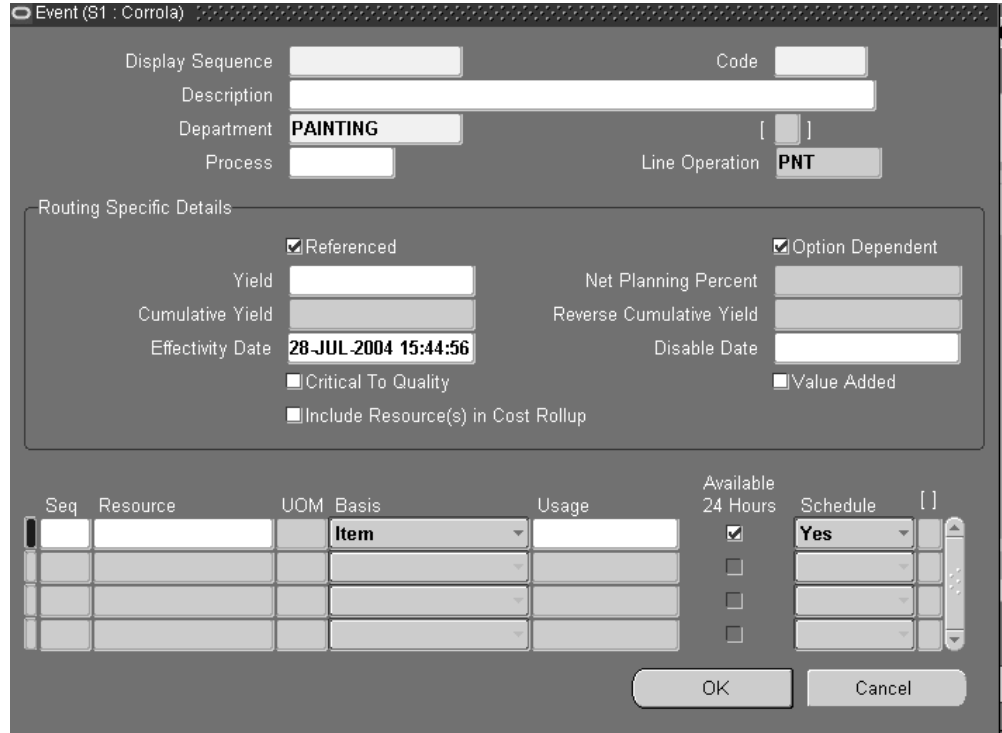 Event (S1 : Corrola)
Display Sequence Code
Description
Department PAINTING [ ]
Process Line Operation PNT
Routing Specific Details
Referenced Option Dependent
Yield Net Planning Percent
Cumulative Yield Reverse Cumulative Yield
Effectivity Date 28-JUL-2004 15:44:56 Disable Date
Critical To Quality Value Added
Include Resource(s) in Cost Rollup
Available
Seq Resource UOM Basis Usage 24 Hours Schedule [ ]
Item Yes
OK Cancel